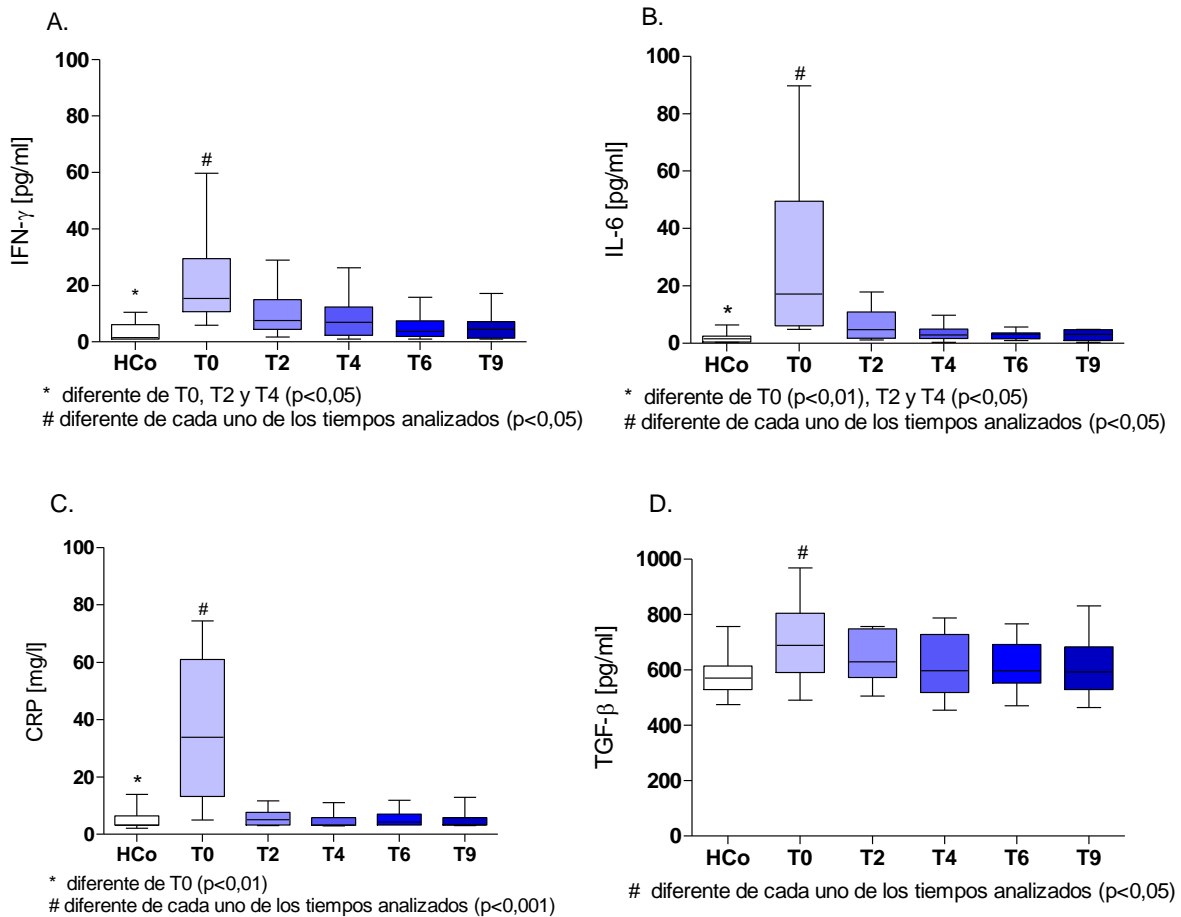 A.
100
80
60
40
20
0
IFN-γ [pg/ml]
#
*
HCo T0 T2 T4 T6 T9
* diferente de T0, T2 y T4 (p<0,05)
# diferente de cada uno de los tiempos analizados (p<0,05)
B.
100
80
60
40
20
0
IL-6 [pg/ml]
#
*
HCo T0 T2 T4 T6 T9
* diferente de T0 (p<0,01), T2 y T4 (p<0,05)
# diferente de cada uno de los tiempos analizados (p<0,05)
C.
100
80
60
40
20
0
CRP [mg/l]
#
*
HCo T0 T2 T4 T6 T9
* diferente de T0 (p<0,01)
# diferente de cada uno de los tiempos analizados (p<0,001)
D.
1000
800
600
400
200
0
TGF-β [pg/ml]
#
HCo T0 T2 T4 T6 T9
# diferente de cada uno de los tiempos analizados (p<0,05)